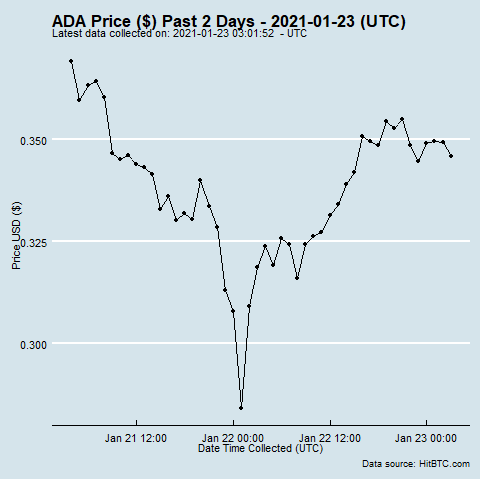 ADA Price ($) Past 2 Days - 2021-01-23 (UTC)
Latest data collected on: 2021-01-23 03:01:52 - UTC
Price USD ($)
0.350
0.325
0.300
Jan 21 12:00 Jan 22 00:00 Jan 22 12:00 Jan 23 00:00
Date Time Collected (UTC)
Data source: HitBTC.com